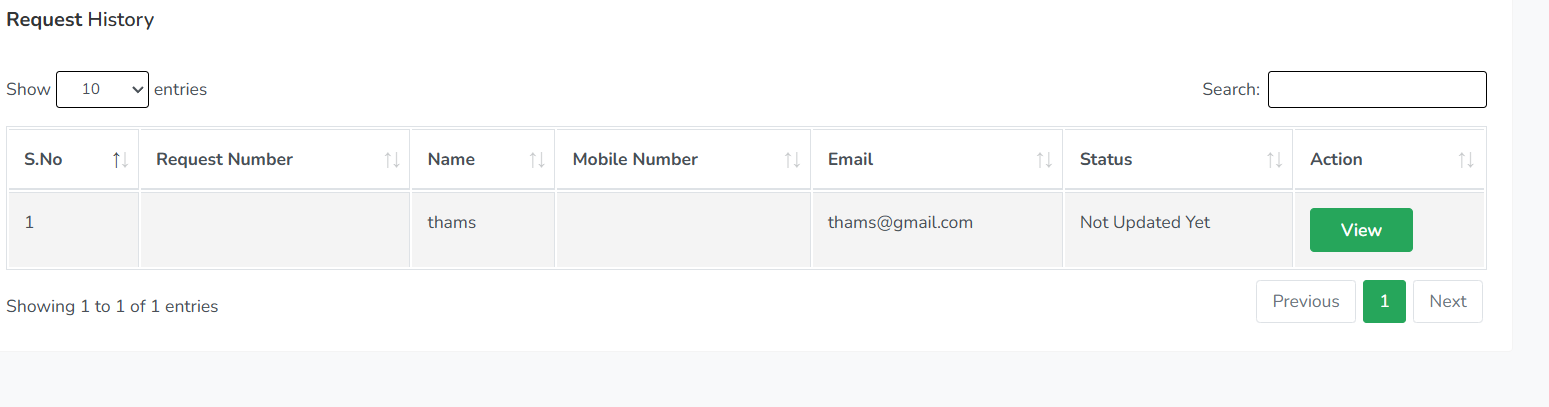 Request History
Show 10 entries Search:
S.No Request Number Name Mobile Number Email Status Action
1 thams thams@gmail.com Not Updated Yet View
Showing 1 to 1 of 1 entries Previous 1 Next